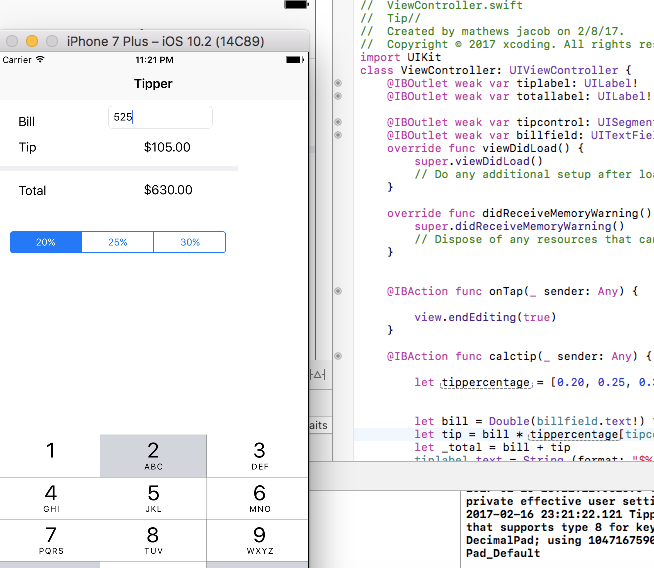 iPhone 7 Plus – iOS 10.2 (14C89)
Carrier
11:21 PM
Tipper
Bill
525
Tip
$105.00
Total
$630.00
20%
25%
30%
1
2
ABC
3
DEF
4
GHI
5
JKL
6
MNO
7
PQRS
8
TUV
9
WXYZ
// ViewController.swift
// Tip//
// Created by mathews jacob on 2/8/17.
// Copyright © 2017 xcoding. All rights res
import UIKit
class ViewController: UIViewController {
@IBOutlet weak var tiplabel: UILabel!
@IBOutlet weak var totallabel: UILabel!
@IBOutlet weak var tipcontrol: UISegmen
@IBOutlet weak var billfield: UITextFiel
override func viewDidLoad() {
super.viewDidLoad()
// Do any additional setup after loa
}
override func didReceiveMemoryWarning()
super.didReceiveMemoryWarning()
// Dispose of any resources that can
}
@IBAction func onTap(_ sender: Any) {
view.endEditing(true)
}
@IBAction func calctip(_ sender: Any) {
let tippercentage = [0.20, 0.25, 0.
let bill = Double(billfield.text!)
let tip = bill * tippercentage[tipco
let _total = bill + tip
tiplabel.text = String (format: "$%
aits
private effective user setti
2017-02-16 23:21:22.121 Tipp
that supports type 8 for key
DecimalPad; using 1047167590
Pad_Default